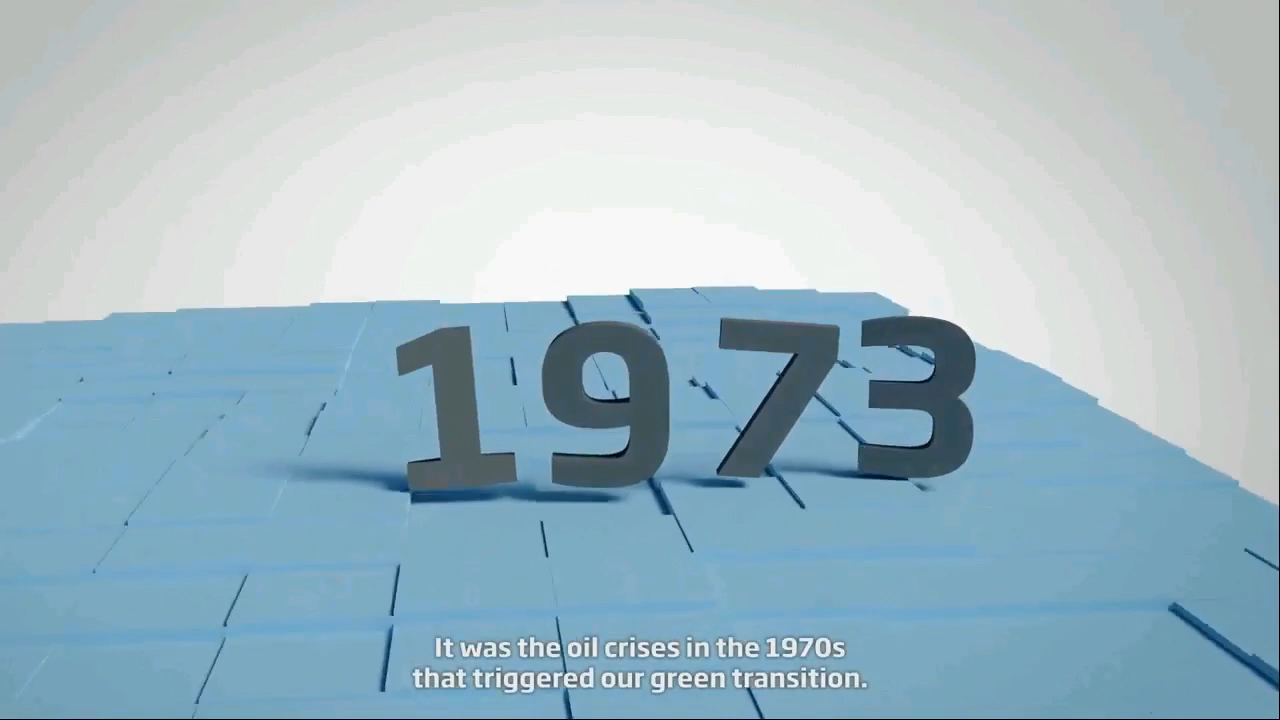 1973
It was the oil crises in the 1970s
that triggered our green transition.